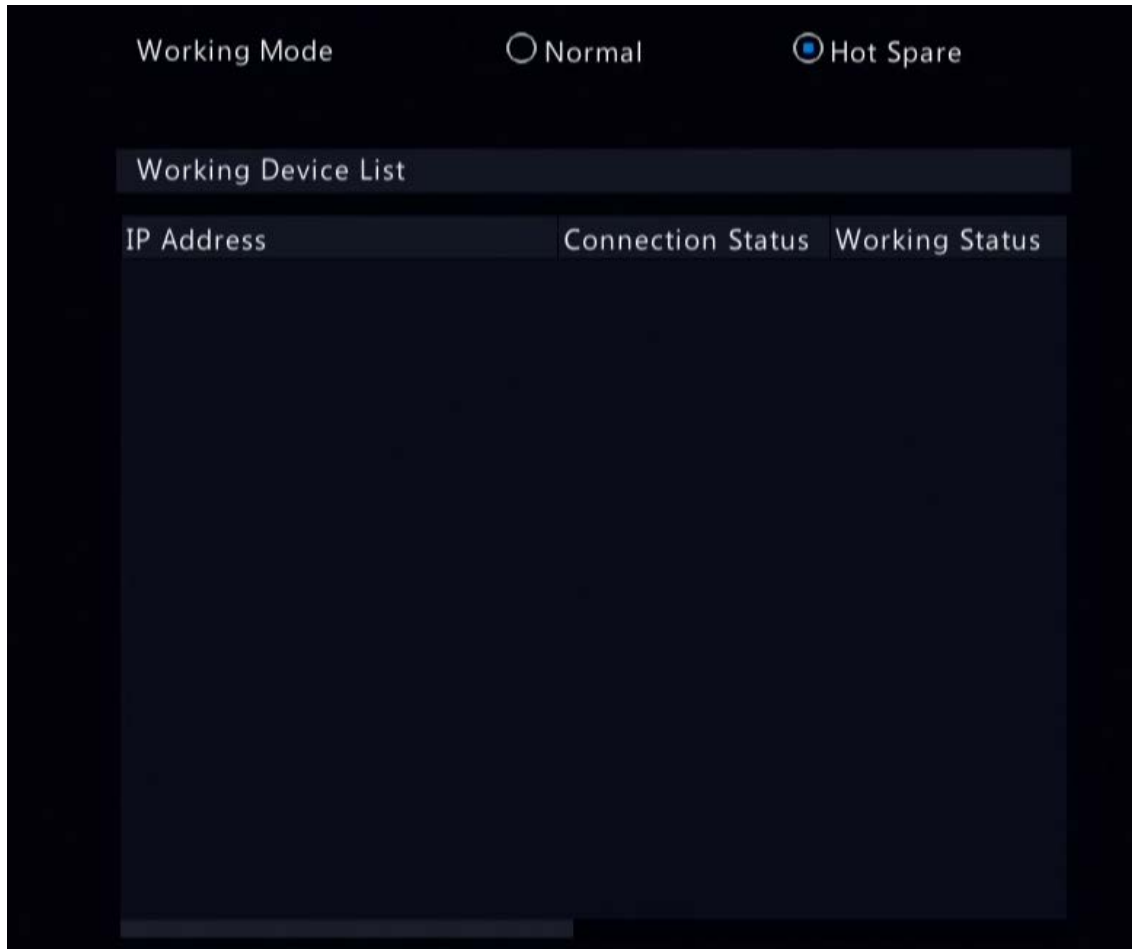 Working Mode Normal Hot Spare
Working Device List
IP Address Connection Status Working Status